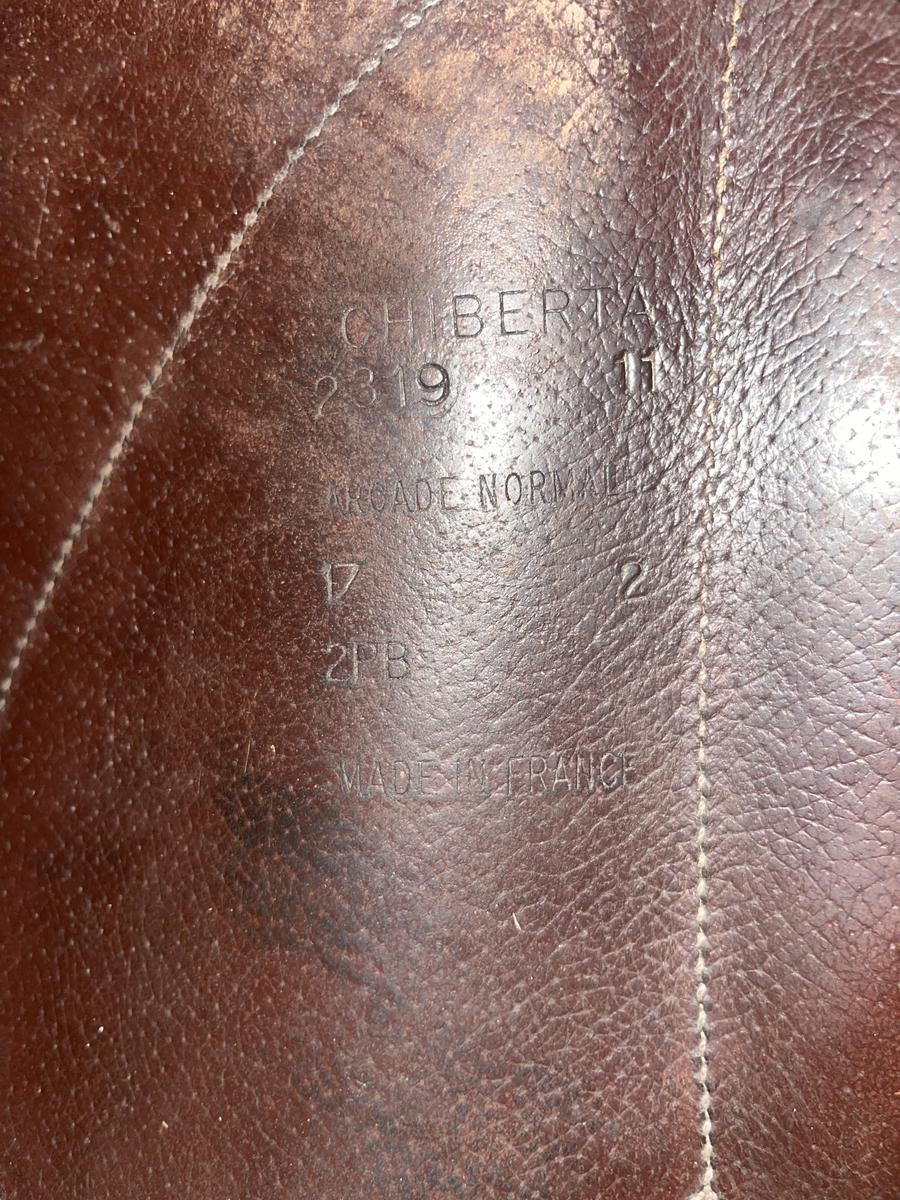 CHIBERTA
2319 11
ARCADE NORMALE
17 2
2PB
MADE IN FRANCE